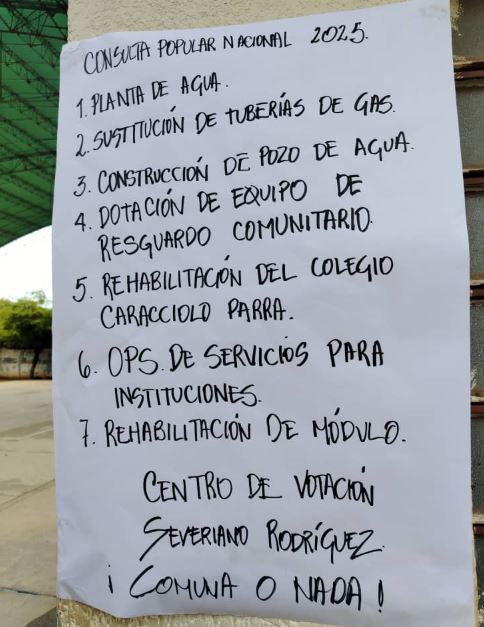 CONSULTA POPULAR NACIONAL 2025.
1. PLANTA DE AGUA.
2. SUSTITUCIÓN DE TUBERÍAS DE GAS.
3. CONSTRUCCIÓN DE POZO DE AGUA.
4. DOTACIÓN DE EQUIPO DE
RESGUARDO COMUNITARIO.
5. REHABILITACIÓN DEL COLEGIO
CARACCIOLO PARRA.
6. OPS. DE SERVICIOS PARA
INSTITUCIONES.
7. REHABILITACIÓN DE MÓDULO.
CENTRO DE VOTACIÓN
SEVERIANO RODRÍGUEZ.
¡ COMUNA O NADA !